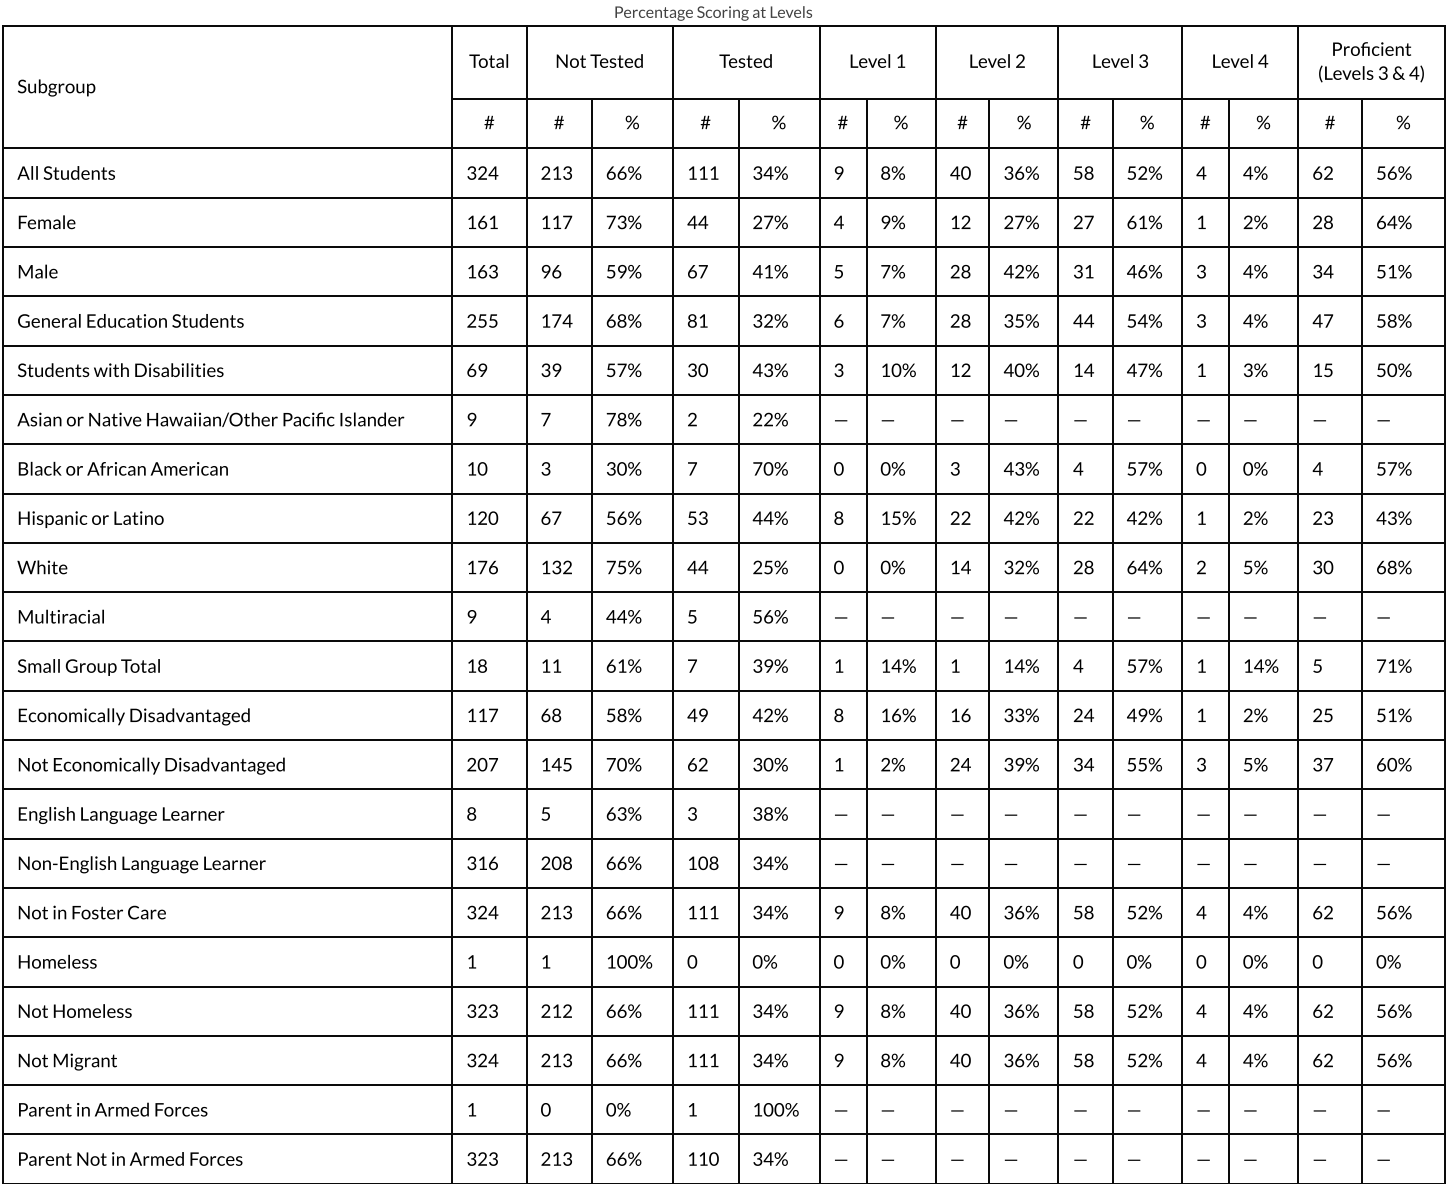 Percentage Scoring at Levels
Subgroup Total Not Tested Tested Level 1 Level 2 Level 3 Level 4 Proficient (Levels 3 & 4)
# # % # % # % # % # % # % # %
All Students 324 213 66% 111 34% 9 8% 40 36% 58 52% 4 4% 62 56%
Female 161 117 73% 44 27% 4 9% 12 27% 27 61% 1 2% 28 64%
Male 163 96 59% 67 41% 5 7% 28 42% 31 46% 3 4% 34 51%
General Education Students 255 174 68% 81 32% 6 7% 28 35% 44 54% 3 4% 47 58%
Students with Disabilities 69 39 57% 30 43% 3 10% 12 40% 14 47% 1 3% 15 50%
Asian or Native Hawaiian/Other Pacific Islander 9 7 78% 2 22% — — — — — — — — — —
Black or African American 10 3 30% 7 70% 0 0% 3 43% 4 57% 0 0% 4 57%
Hispanic or Latino 120 67 56% 53 44% 8 15% 22 42% 22 42% 1 2% 23 43%
White 176 132 75% 44 25% 0 0% 14 32% 28 64% 2 5% 30 68%
Multiracial 9 4 44% 5 56% — — — — — — — — — —
Small Group Total 18 11 61% 7 39% 1 14% 1 14% 4 57% 1 14% 5 71%
Economically Disadvantaged 117 68 58% 49 42% 8 16% 16 33% 24 49% 1 2% 25 51%
Not Economically Disadvantaged 207 145 70% 62 30% 1 2% 24 39% 34 55% 3 5% 37 60%
English Language Learner 8 5 63% 3 38% — — — — — — — — — —
Non-English Language Learner 316 208 66% 108 34% — — — — — — — — — —
Not in Foster Care 324 213 66% 111 34% 9 8% 40 36% 58 52% 4 4% 62 56%
Homeless 1 1 100% 0 0% 0 0% 0 0% 0 0% 0 0% 0 0%
Not Homeless 323 212 66% 111 34% 9 8% 40 36% 58 52% 4 4% 62 56%
Not Migrant 324 213 66% 111 34% 9 8% 40 36% 58 52% 4 4% 62 56%
Parent in Armed Forces 1 0 0% 1 100% — — — — — — — — — —
Parent Not in Armed Forces 323 213 66% 110 34% — — — — — — — — — —